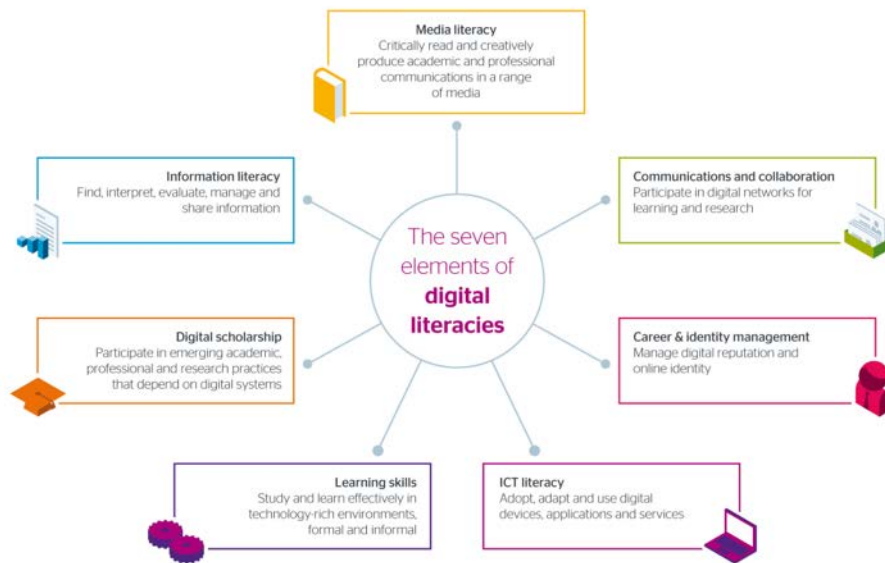 Media literacy
Critically read and creatively
produce academic and professional
communications in a range
of media
Information literacy
Find, interpret, evaluate, manage and
share information
Communications and collaboration
Participate in digital networks for
learning and research
The seven
elements of
digital
literacies
Digital scholarship
Participate in emerging academic,
professional and research practices
that depend on digital systems
Career & identity management
Manage digital reputation and
online identity
Learning skills
Study and learn effectively in
technology-rich environments,
formal and informal
ICT literacy
Adopt, adapt and use digital
devices, applications and services